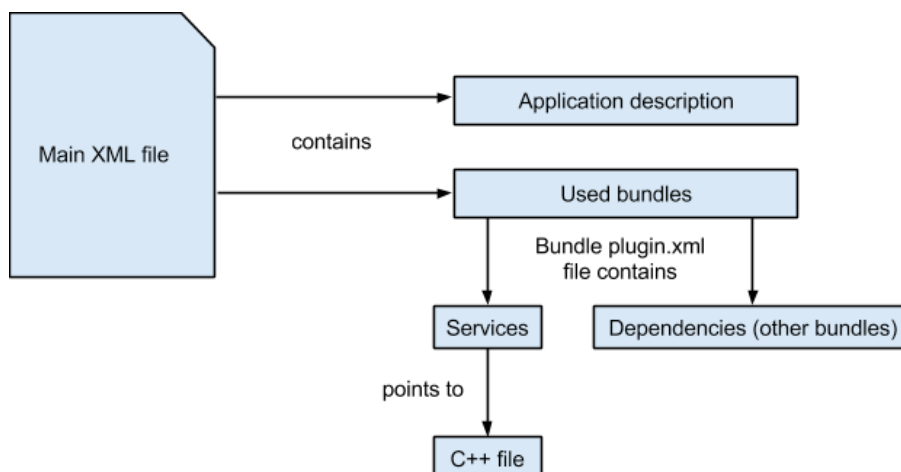 Application description
Main XML file
contains
Used bundles
Bundle plugin.xml
file contains
Services
Dependencies (other bundles)
points to
C++ file